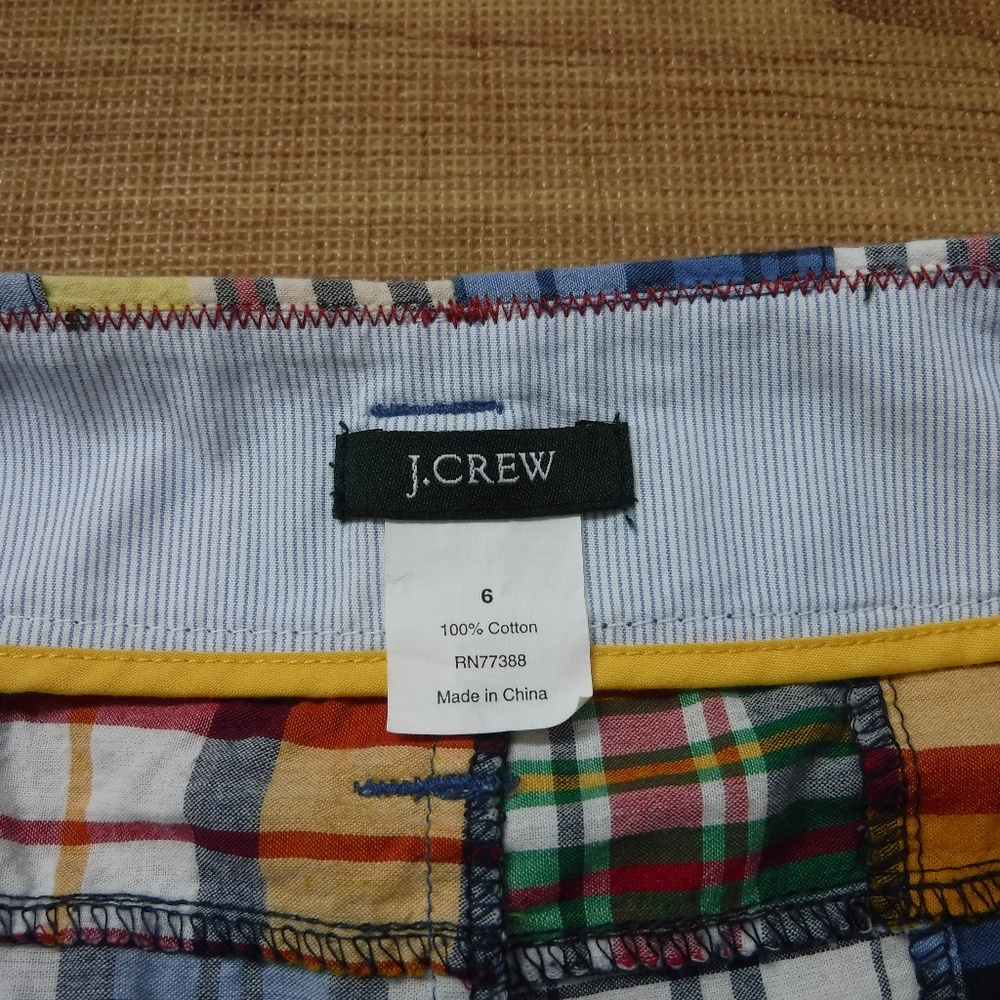 J.CREW
6
100% Cotton
RN77388
Made in China